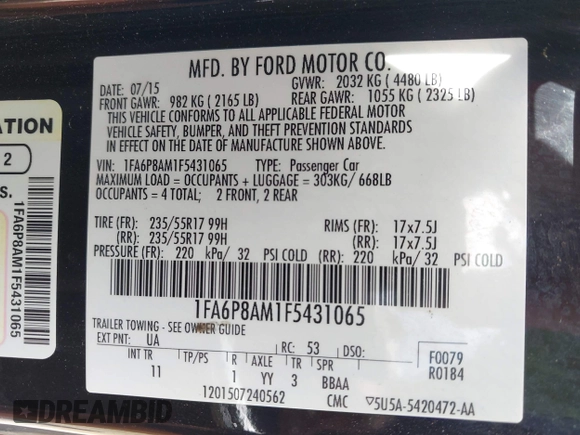 MFD. BY FORD MOTOR CO.
DATE: 07/15 GVWR: 2032 KG ( 4480 LB)
FRONT GAWR: 982 KG ( 2165 LB) REAR GAWR: 1055 KG ( 2325 LB)
THIS VEHICLE CONFORMS TO ALL APPLICABLE FEDERAL MOTOR
VEHICLE SAFETY, BUMPER, AND THEFT PREVENTION STANDARDS
IN EFFECT ON THE DATE OF MANUFACTURE SHOWN ABOVE.
VIN: 1FA6P8AM1F5431065 TYPE: Passenger Car
MAXIMUM LOAD = OCCUPANTS + LUGGAGE = 303KG/ 668LB
OCCUPANTS = 4 TOTAL; 2 FRONT, 2 REAR
TIRE (FR): 235/55R17 99H RIMS (FR): 17x7.5J
(RR): 235/55R17 99H (RR): 17x7.5J
PRESSURE (FR): 220 kPa/ 32 PSI COLD (RR): 220 kPa/ 32 PSI COLD
1FA6P8AM1F5431065
TRAILER TOWING - SEE OWNER GUIDE
EXT PNT: UA RC: 53 DSO:
INT TR TP/PS R AXLE TR SPR
11 1 YY 3 BBAA
F0079
R0184
1201507240562 CMC ▽5U5A-5420472-AA
ATION
2
S.
1FA6P8AM1F5431065
DREAMBID